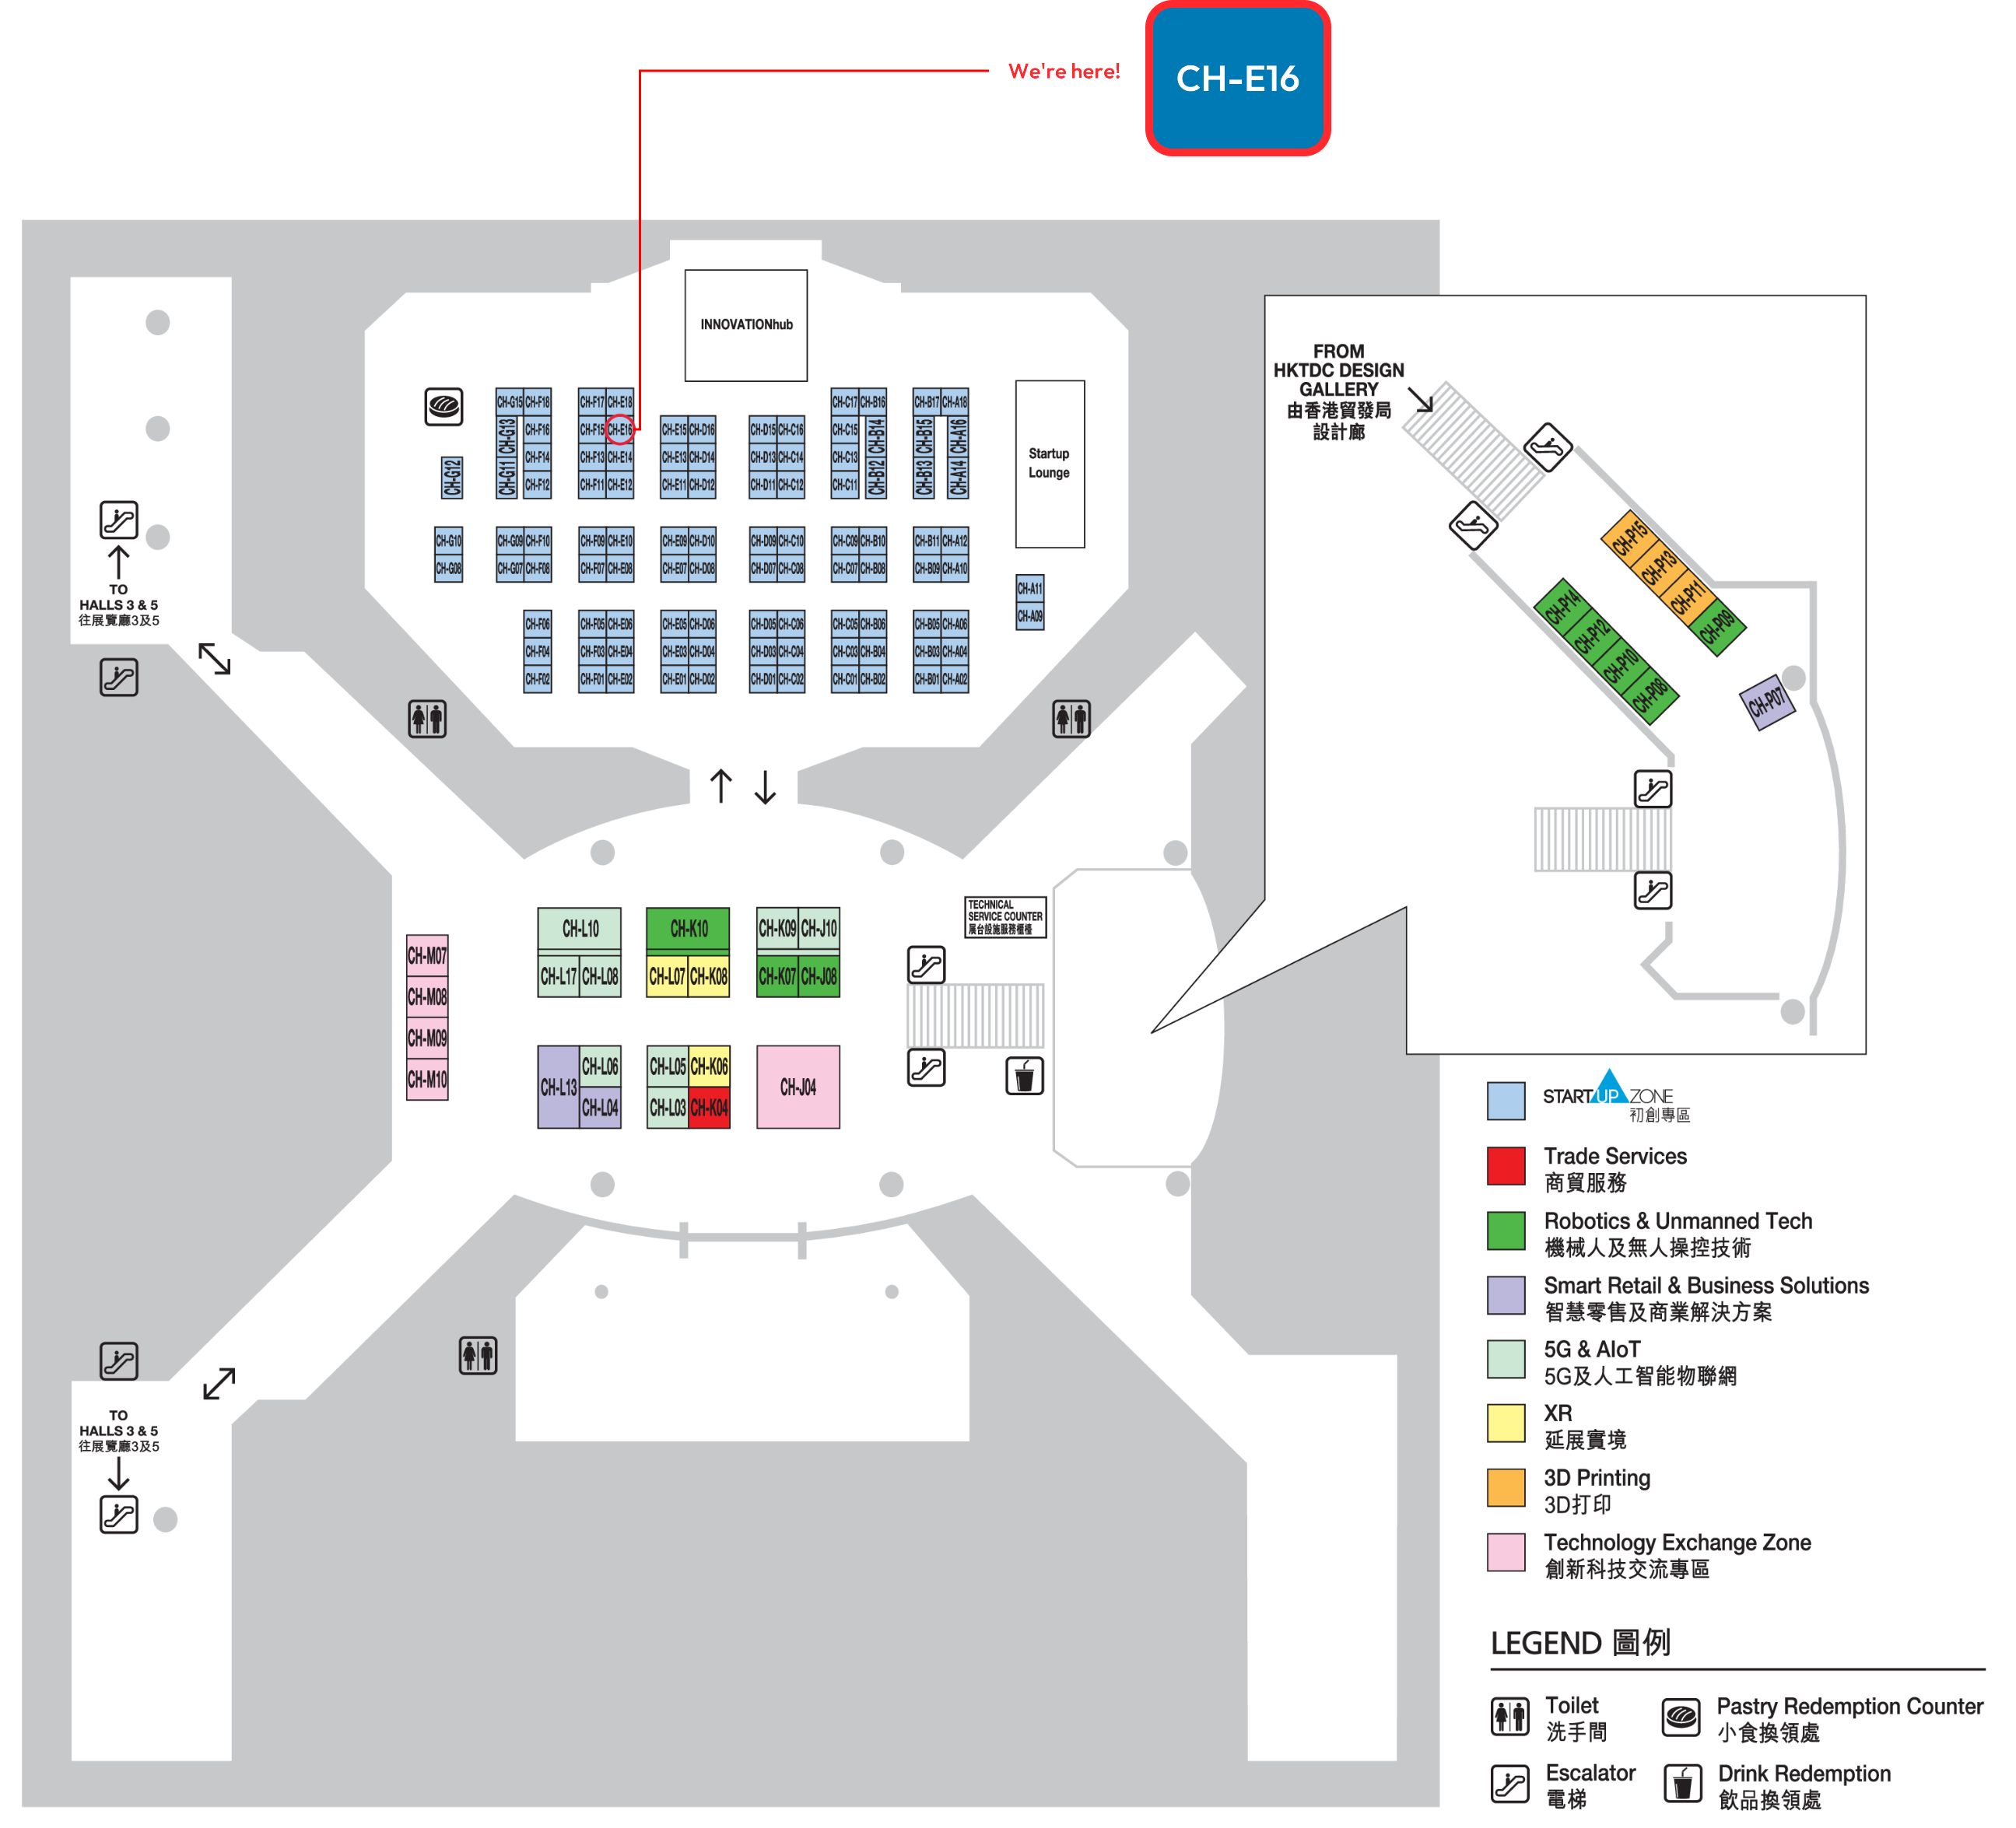 We're here!
CH-E16
INNOVATIONhub
Startup
Lounge
CH-G15 CH-F18
CH-G13 CH-F16
CH-G11 CH-F14
CH-F12
CH-G12
CH-F17 CH-E18
CH-F15 CH-E16
CH-F13 CH-E14
CH-F11 CH-E12
CH-E15 CH-D16
CH-E13 CH-D14
CH-E11 CH-D12
CH-D15 CH-C16
CH-D13 CH-C14
CH-D11 CH-C12
CH-C17 CH-B16
CH-C15 CH-B14
CH-C13 CH-B12
CH-C11
CH-B17 CH-A18
CH-B15 CH-A16
CH-B13 CH-A14
CH-G10
CH-G08
CH-G09 CH-F10
CH-G07 CH-F08
CH-F09 CH-E10
CH-F07 CH-E08
CH-E09 CH-D10
CH-E07 CH-D08
CH-D09 CH-C10
CH-D07 CH-C08
CH-C09 CH-B10
CH-C07 CH-B08
CH-B11 CH-A12
CH-B09 CH-A10
CH-A11
CH-A09
CH-F06
CH-F04
CH-F02
CH-F05 CH-E06
CH-F03 CH-E04
CH-F01 CH-E02
CH-E05 CH-D06
CH-E03 CH-D04
CH-E01 CH-D02
CH-D05 CH-C06
CH-D03 CH-C04
CH-D01 CH-C02
CH-C05 CH-B06
CH-C03 CH-B04
CH-C01 CH-B02
CH-B05 CH-A06
CH-B03 CH-A04
CH-B01 CH-A02
TO
HALLS 3 & 5
往展覽廳3及5
FROM
HKTDC DESIGN
GALLERY
由香港貿發局
設計廊
CH-P15
CH-P13
CH-P11
CH-P09
CH-P14
CH-P12
CH-P10
CH-P08
CH-P07
TECHNICAL
SERVICE COUNTER
展台設施服務櫃檯
CH-M07
CH-M08
CH-M09
CH-M10
CH-L10
CH-L17 CH-L08
CH-K10
CH-L07 CH-K08
CH-K09 CH-J10
CH-K07 CH-J08
CH-L13
CH-L06
CH-L04
CH-L05 CH-K06
CH-L03 CH-K04
CH-J04
TO
HALLS 3 & 5
往展覽廳3及5
STARTUP ZONE
初創專區
Trade Services
商貿服務
Robotics & Unmanned Tech
機械人及無人操控技術
Smart Retail & Business Solutions
智慧零售及商業解決方案
5G & AIoT
5G及人工智能物聯網
XR
延展實境
3D Printing
3D打印
Technology Exchange Zone
創新科技交流專區
LEGEND 圖例
Toilet
洗手間
Pastry Redemption Counter
小食換領處
Escalator
電梯
Drink Redemption
飲品換領處